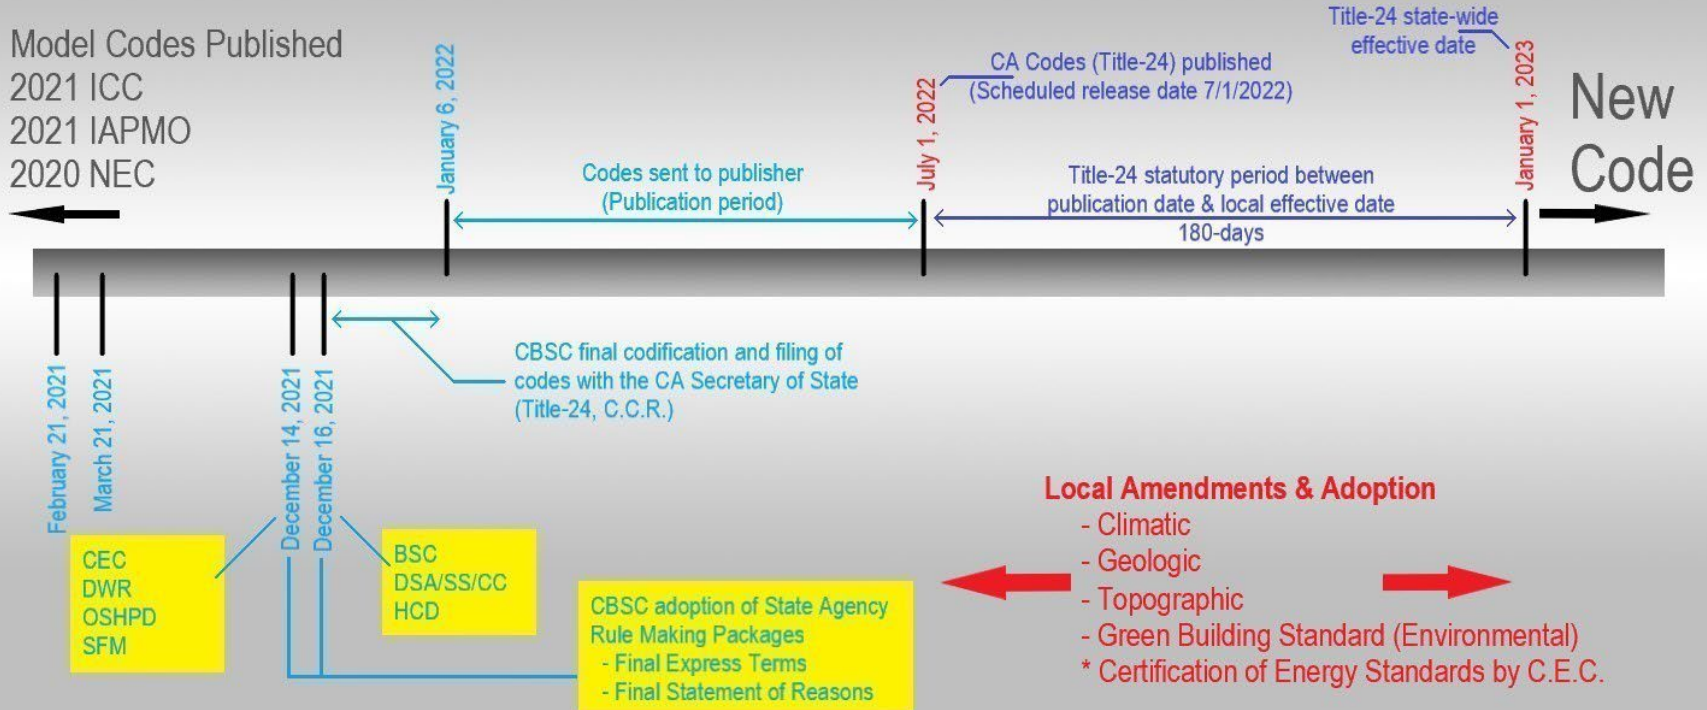 Model Codes Published
2021 ICC
2021 IAPMO
2020 NEC
January 6, 2022
Codes sent to publisher
(Publication period)
July 1, 2022
CA Codes (Title-24) published
(Scheduled release date 7/1/2022)
Title-24 statutory period between
publication date & local effective date
180-days
Title-24 state-wide
effective date
January 1, 2023
New
Code
February 21, 2021
March 21, 2021
December 14, 2021
December 16, 2021
CBSC final codification and filing of
codes with the CA Secretary of State
(Title-24, C.C.R.)
CEC
DWR
OSHPD
SFM
BSC
DSA/SS/CC
HCD
CBSC adoption of State Agency
Rule Making Packages
- Final Express Terms
- Final Statement of Reasons
Local Amendments & Adoption
- Climatic
- Geologic
- Topographic
- Green Building Standard (Environmental)
* Certification of Energy Standards by C.E.C.